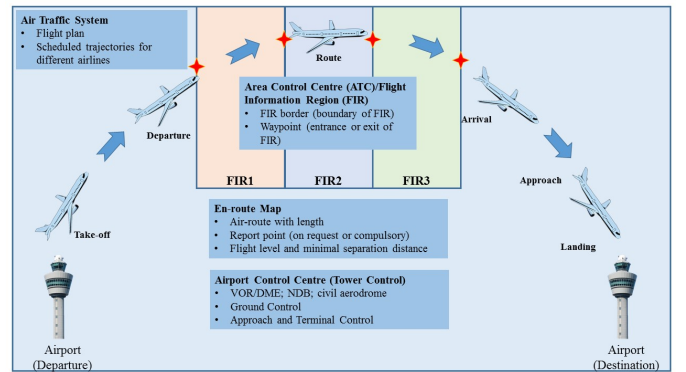 Air Traffic System
• Flight plan
• Scheduled trajectories for
different airlines
Route
Departure
Area Control Centre (ATC)/Flight
Information Region (FIR)
• FIR border (boundary of FIR)
• Waypoint (entrance or exit of
FIR)
Arrival
FIR1
FIR2
FIR3
Approach
Take-off
En-route Map
• Air-route with length
• Report point (on request or compulsory)
• Flight level and minimal separation distance
Landing
Airport Control Centre (Tower Control)
• VOR/DME; NDB; civil aerodrome
• Ground Control
• Approach and Terminal Control
Airport
(Departure)
Airport
(Destination)